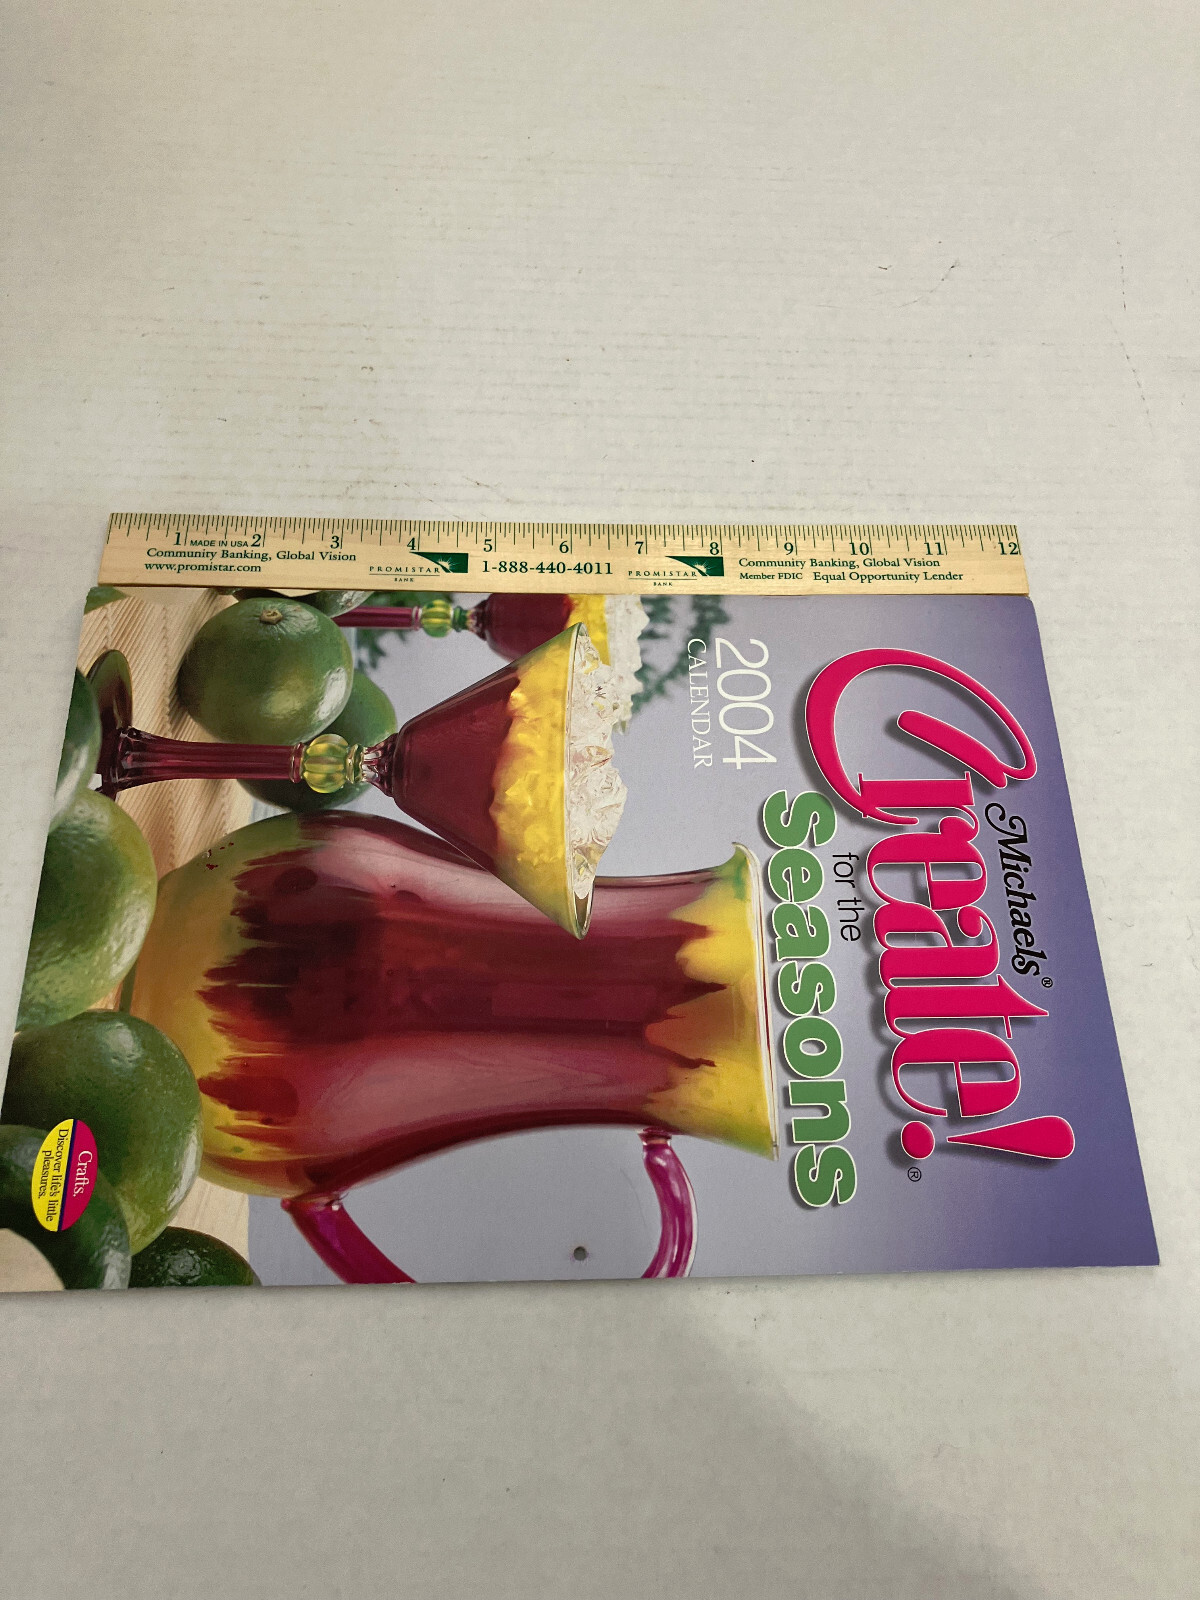 1 MADE IN USA 2 3 4 5 6 7 8 9 10 11 12
Community Banking, Global Vision
www.promistar.com
PROMISTAR
BANK
1-888-440-4011
PROMISTAR
BANK
Community Banking, Global Vision
Member FDIC Equal Opportunity Lender
Michaels®
Create!®
for the
seasons
2004
CALENDAR
Crafts.
Discover life's little
pleasures.